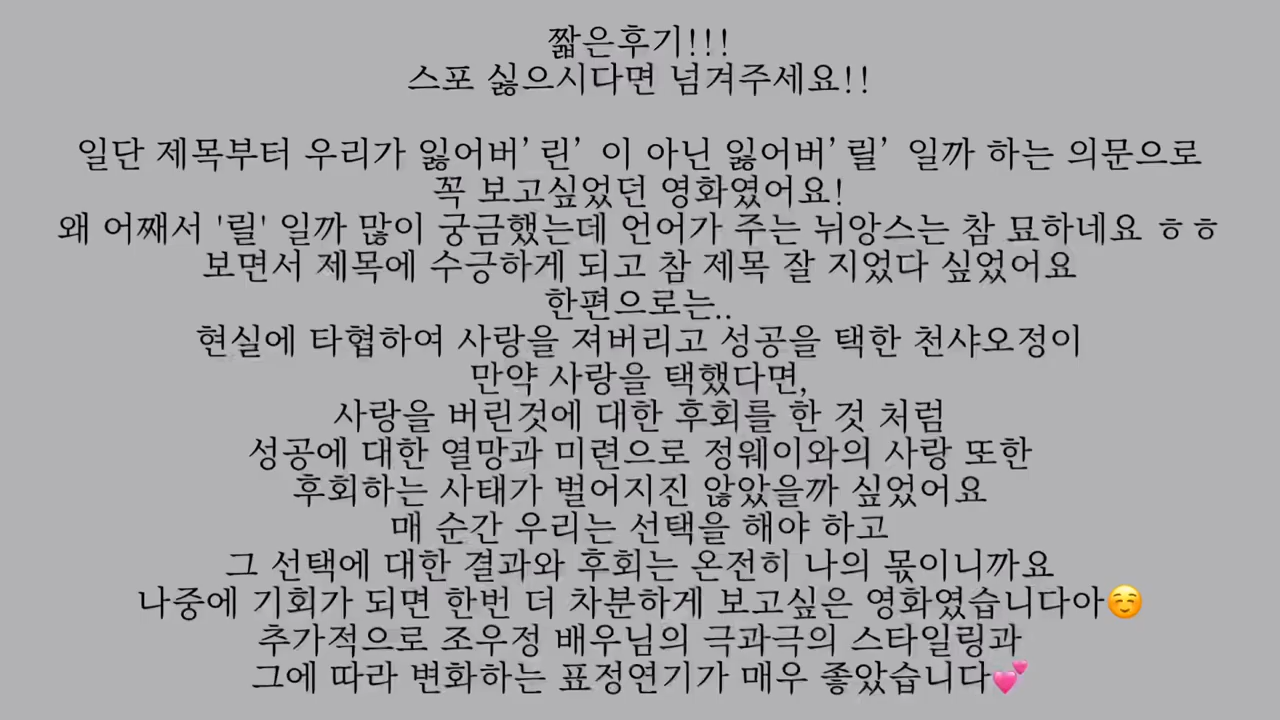 짧은후기!!!
스포 싫으시다면 넘겨주세요!!
일단 제목부터 우리가 잃어버’린’ 이 아닌 잃어버’릴’ 일까 하는 의문으로
꼭 보고싶었던 영화였어요!
왜 어째서 '릴' 일까 많이 궁금했는데 언어가 주는 뉘앙스는 참 묘하네요 ㅎㅎ
보면서 제목에 수긍하게 되고 참 제목 잘 지었다 싶었어요
한편으로는..
현실에 타협하여 사랑을 져버리고 성공을 택한 천샤오정이
만약 사랑을 택했다면,
사랑을 버린것에 대한 후회를 한 것 처럼
성공에 대한 열망과 미련으로 정웨이와의 사랑 또한
후회하는 사태가 벌어지진 않았을까 싶었어요
매 순간 우리는 선택을 해야 하고
그 선택에 대한 결과와 후회는 온전히 나의 몫이니까요
나중에 기회가 되면 한번 더 차분하게 보고싶은 영화였습니다아☺️
추가적으로 조우정 배우님의 극과극의 스타일링과
그에 따라 변화하는 표정연기가 매우 좋았습니다💕